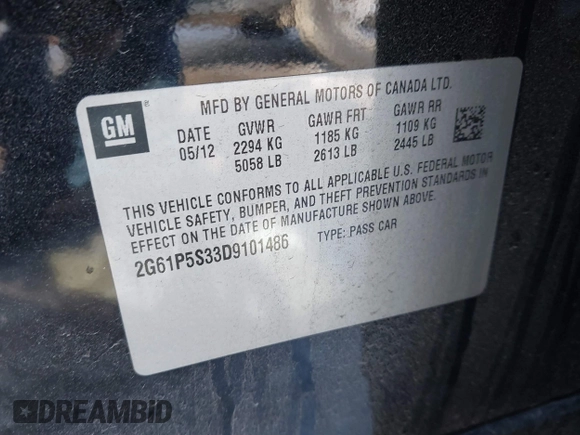 MFD BY GENERAL MOTORS OF CANADA LTD.
GM
DATE GVWR GAWR FRT GAWR RR
05/12 2294 KG 1185 KG 1109 KG
5058 LB 2613 LB 2445 LB
THIS VEHICLE CONFORMS TO ALL APPLICABLE U.S. FEDERAL MOTOR
VEHICLE SAFETY, BUMPER, AND THEFT PREVENTION STANDARDS IN
EFFECT ON THE DATE OF MANUFACTURE SHOWN ABOVE.
2G61P5S33D9101486 TYPE: PASS CAR
DREAMBID